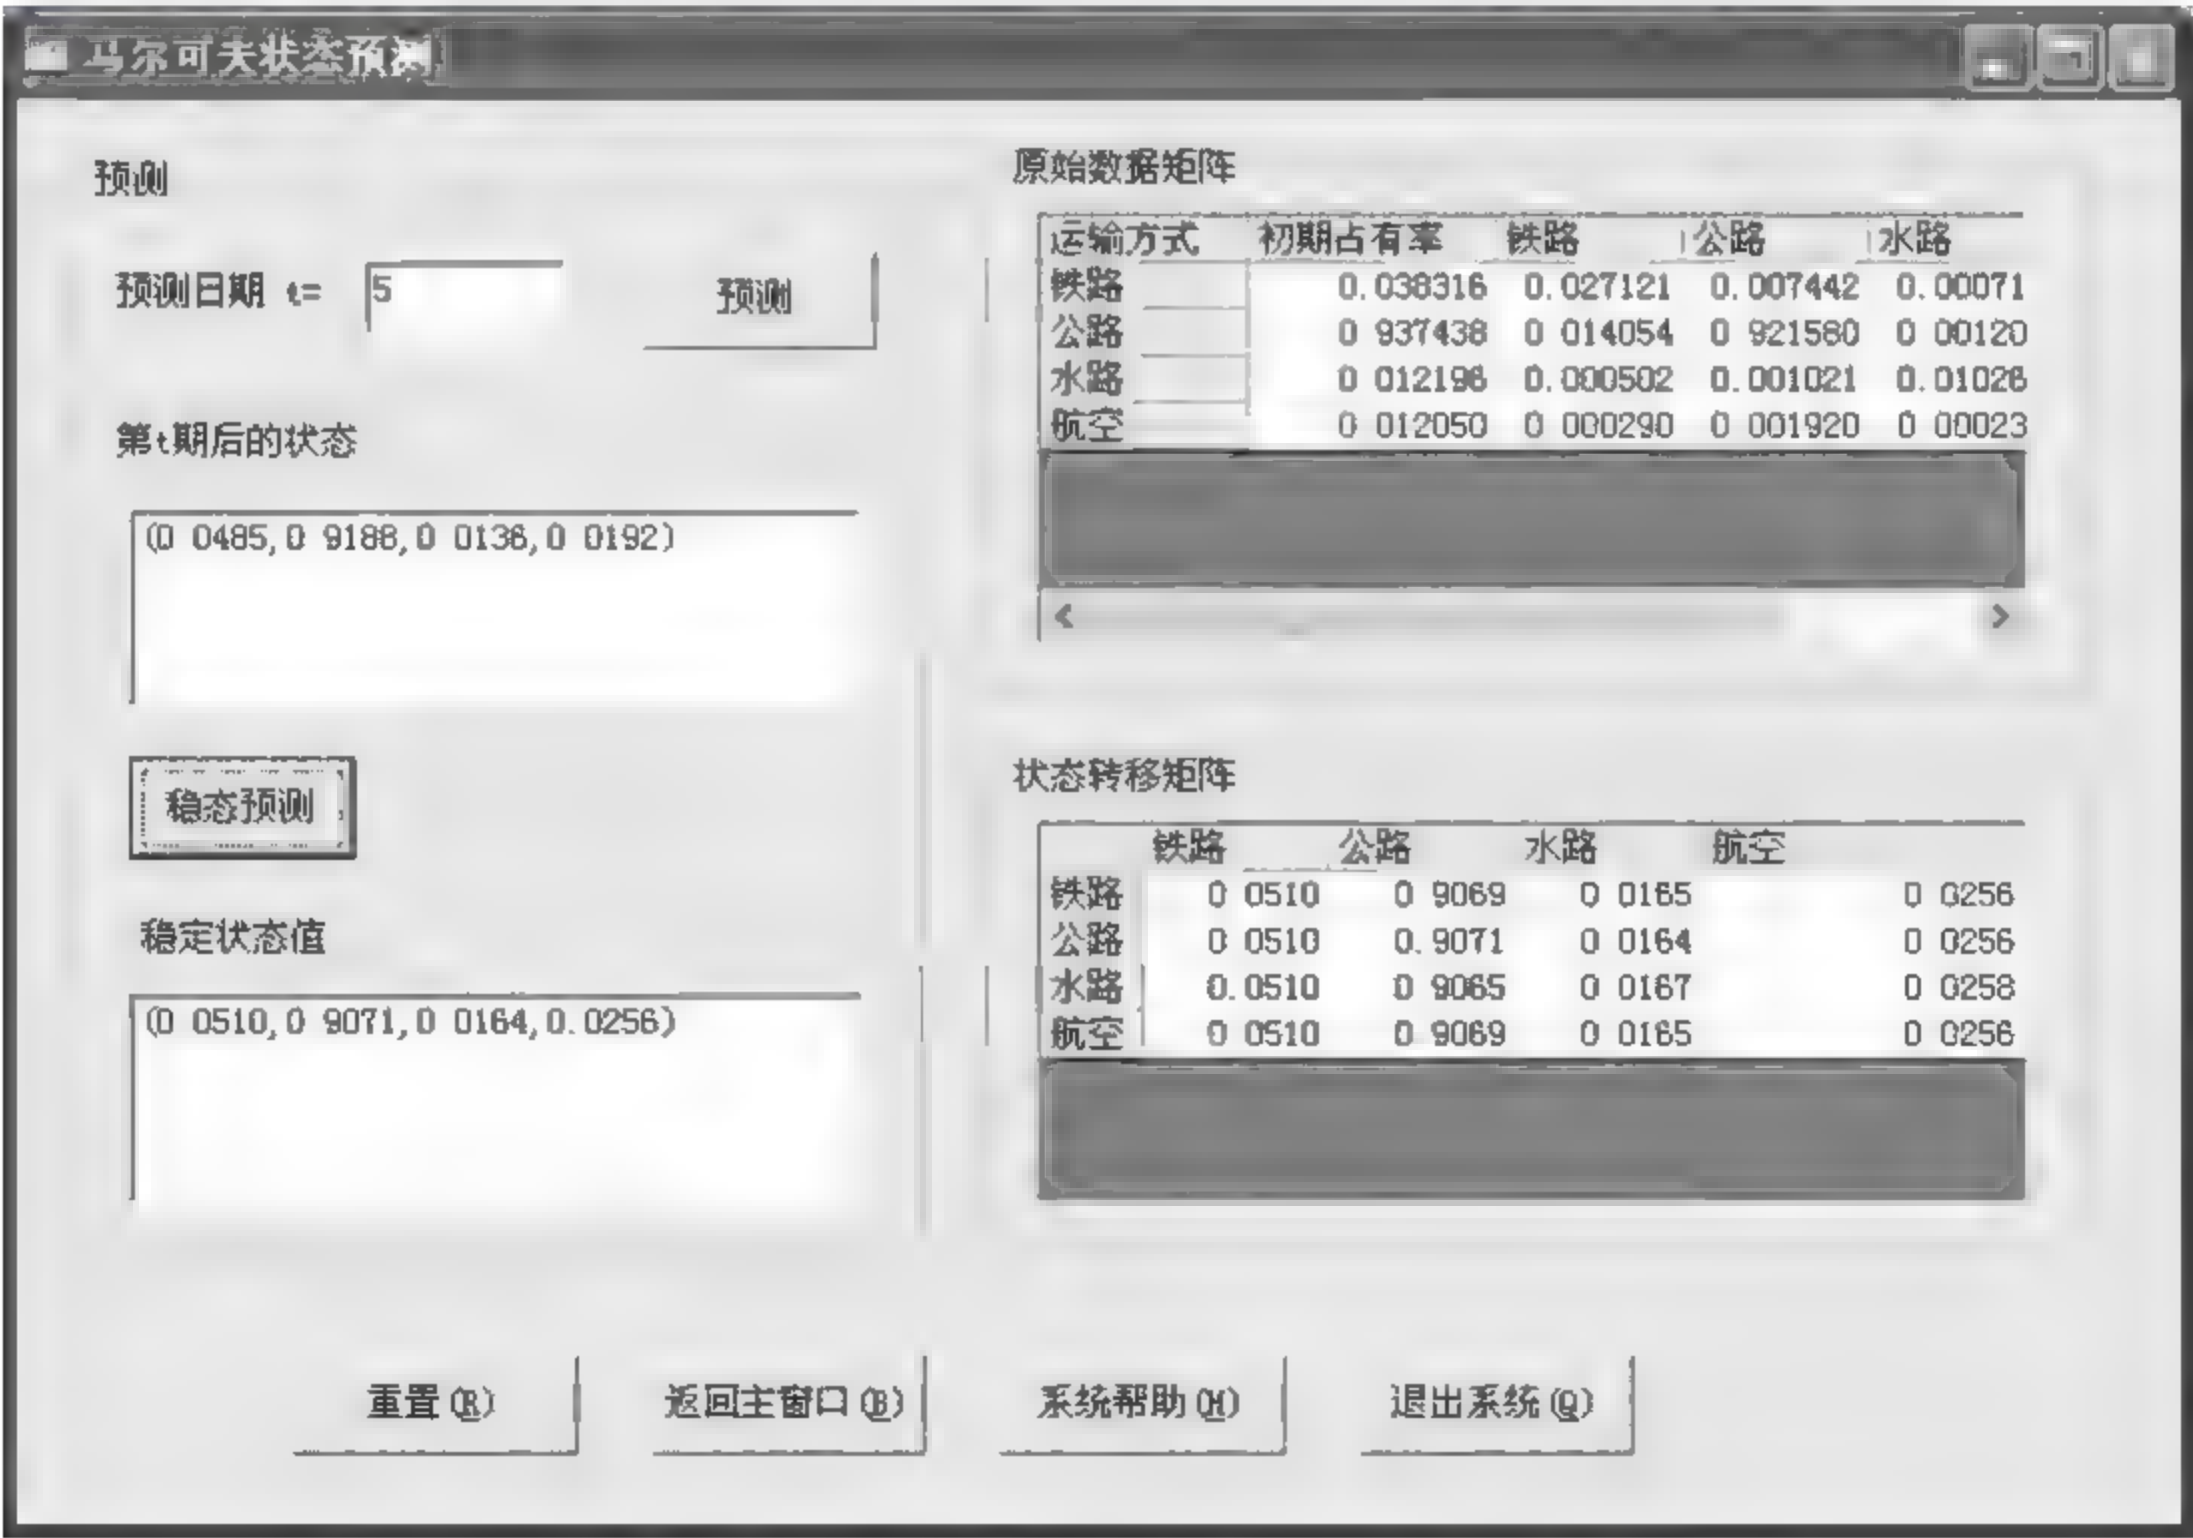 马尔可夫状态预测
预测
预测日期 t= 5 预测
第t期后的状态
(0 0485,0 9188,0 0136,0 0192)
稳态预测
稳定状态值
(0 0510,0 9071,0 0164,0.0256)
原始数据矩阵
运输方式 初期占有率 铁路 公路 水路
铁路 0.038316 0.027121 0.007442 0.00071
公路 0 937438 0 014054 0 921580 0 00120
水路 0 012196 0.000502 0.001021 0.01026
航空 0 012050 0 000290 0 001920 0 00023
状态转移矩阵
铁路 公路 水路 航空
铁路 0 0510 0 9069 0 0165 0 0256
公路 0 0510 0.9071 0 0164 0 0256
水路 0.0510 0 9065 0 0167 0 0258
航空 0 0510 0 9069 0 0165 0 0256
重置(R) 返回主窗口(B) 系统帮助(H) 退出系统(Q)